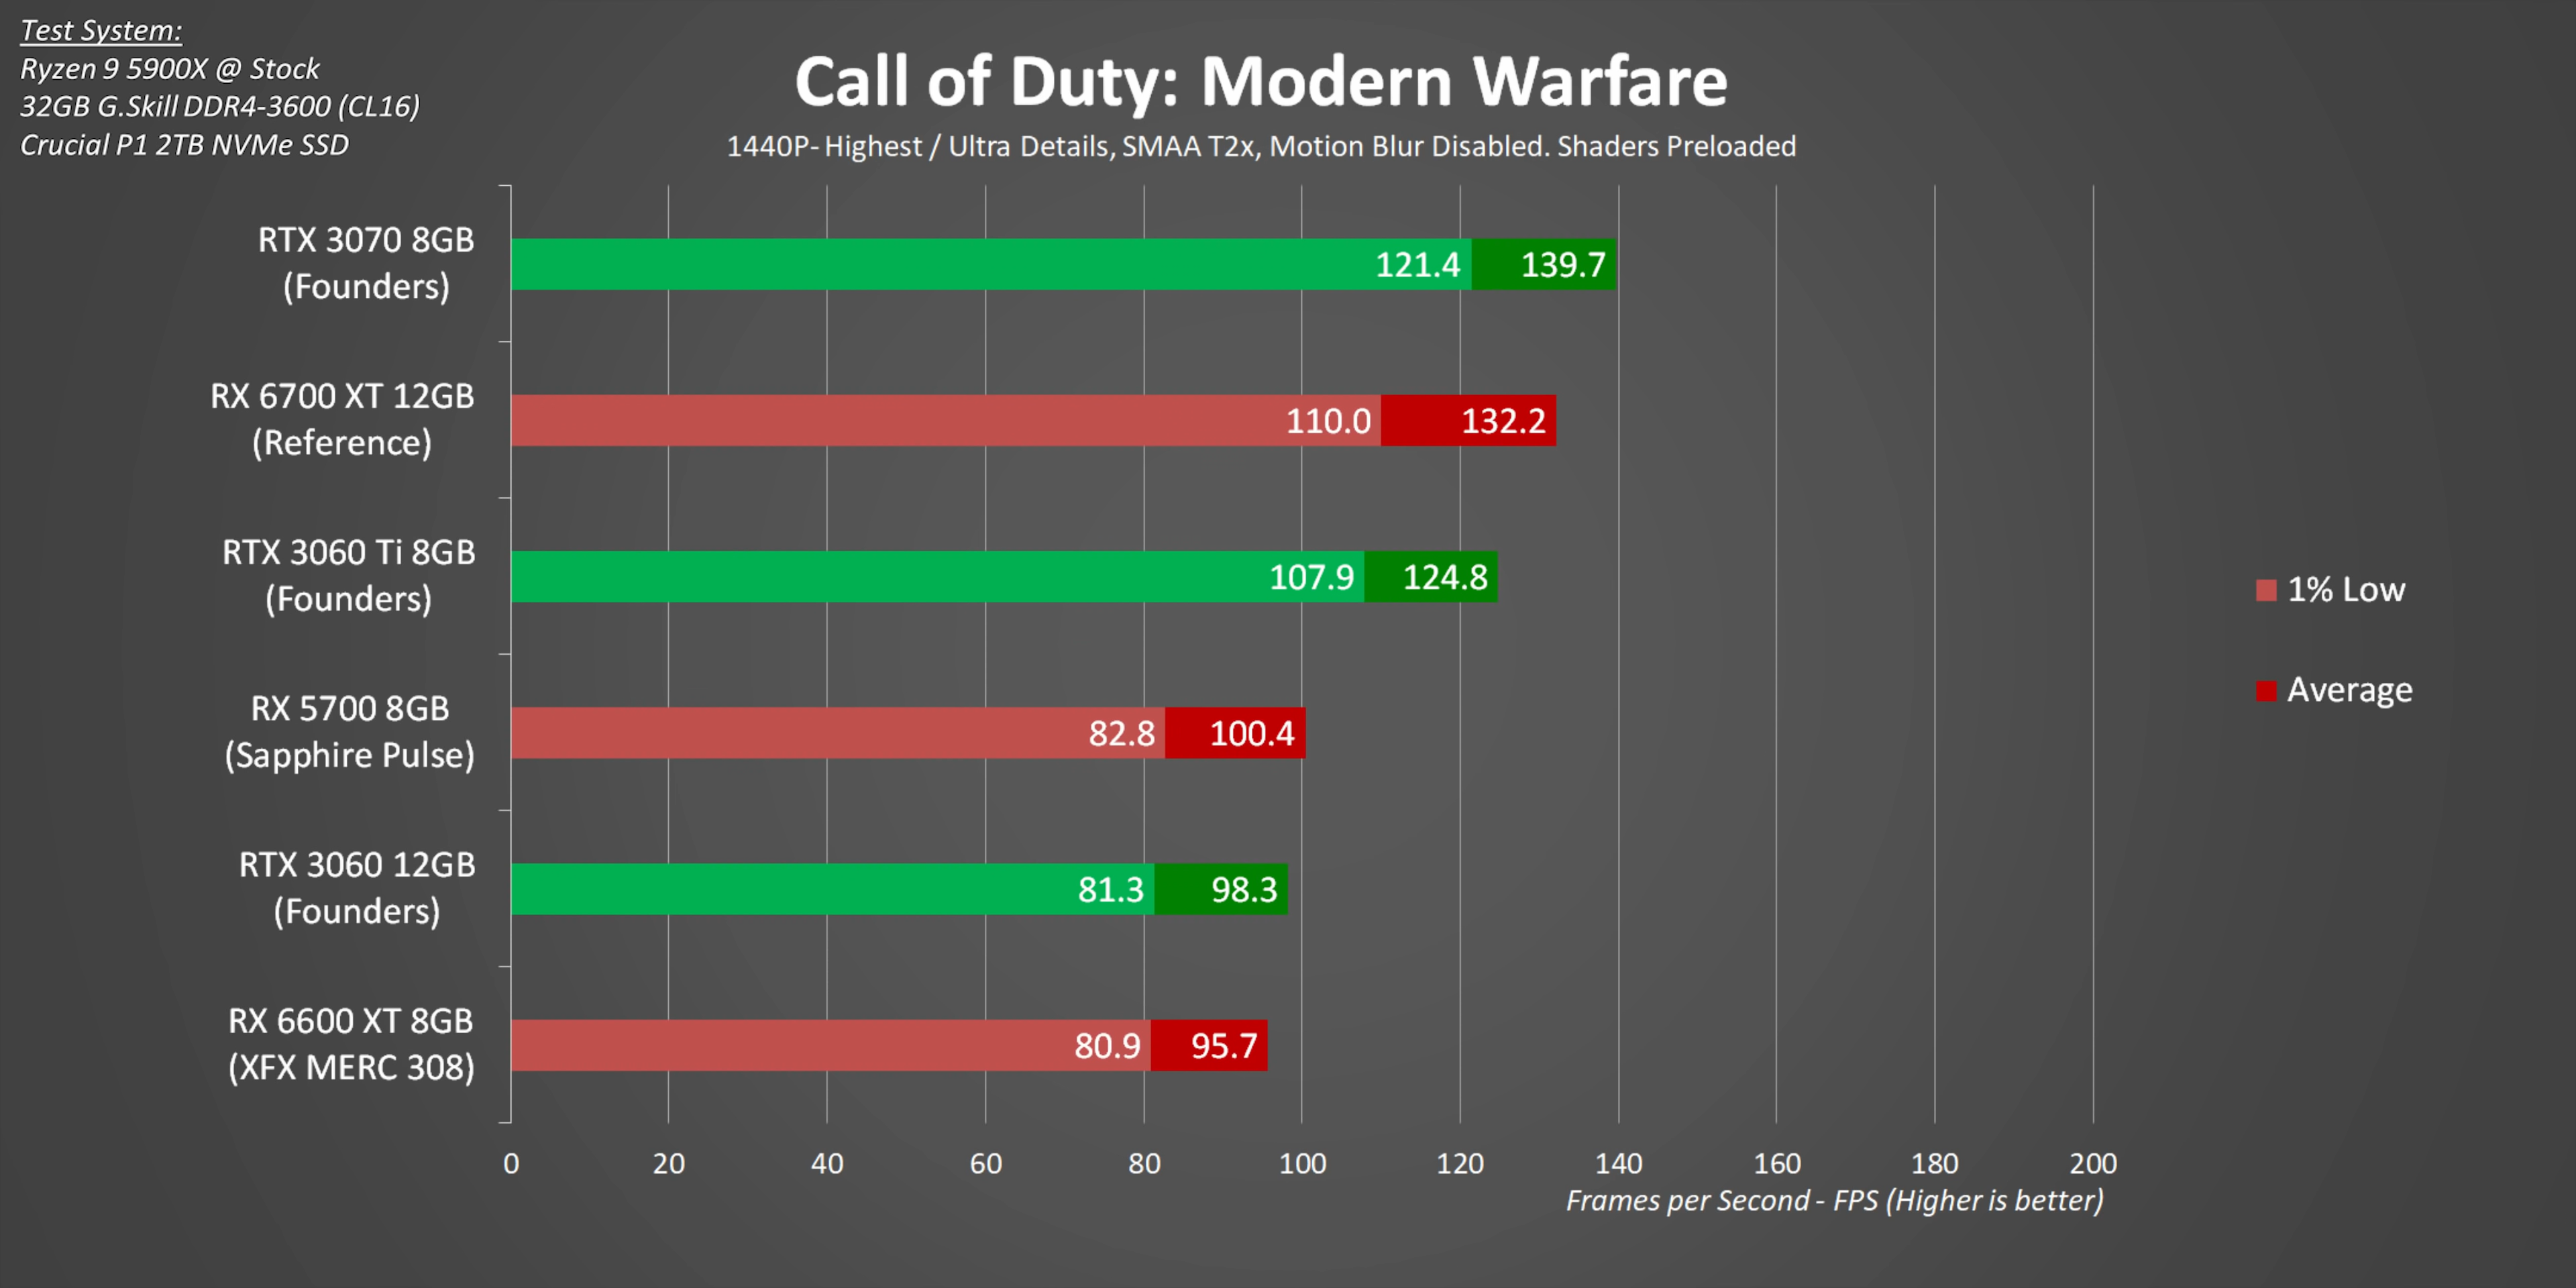 Test System:
Ryzen 9 5900X @ Stock
32GB G.Skill DDR4-3600 (CL16)
Crucial P1 2TB NVMe SSD
Call of Duty: Modern Warfare
1440P- Highest / Ultra Details, SMAA T2x, Motion Blur Disabled. Shaders Preloaded
RTX 3070 8GB
(Founders)
121.4
139.7
RX 6700 XT 12GB
(Reference)
110.0
132.2
RTX 3060 Ti 8GB
(Founders)
107.9
124.8
RX 5700 8GB
(Sapphire Pulse)
82.8
100.4
RTX 3060 12GB
(Founders)
81.3
98.3
RX 6600 XT 8GB
(XFX MERC 308)
80.9
95.7
1% Low
Average
0 20 40 60 80 100 120 140 160 180 200
Frames per Second - FPS (Higher is better)